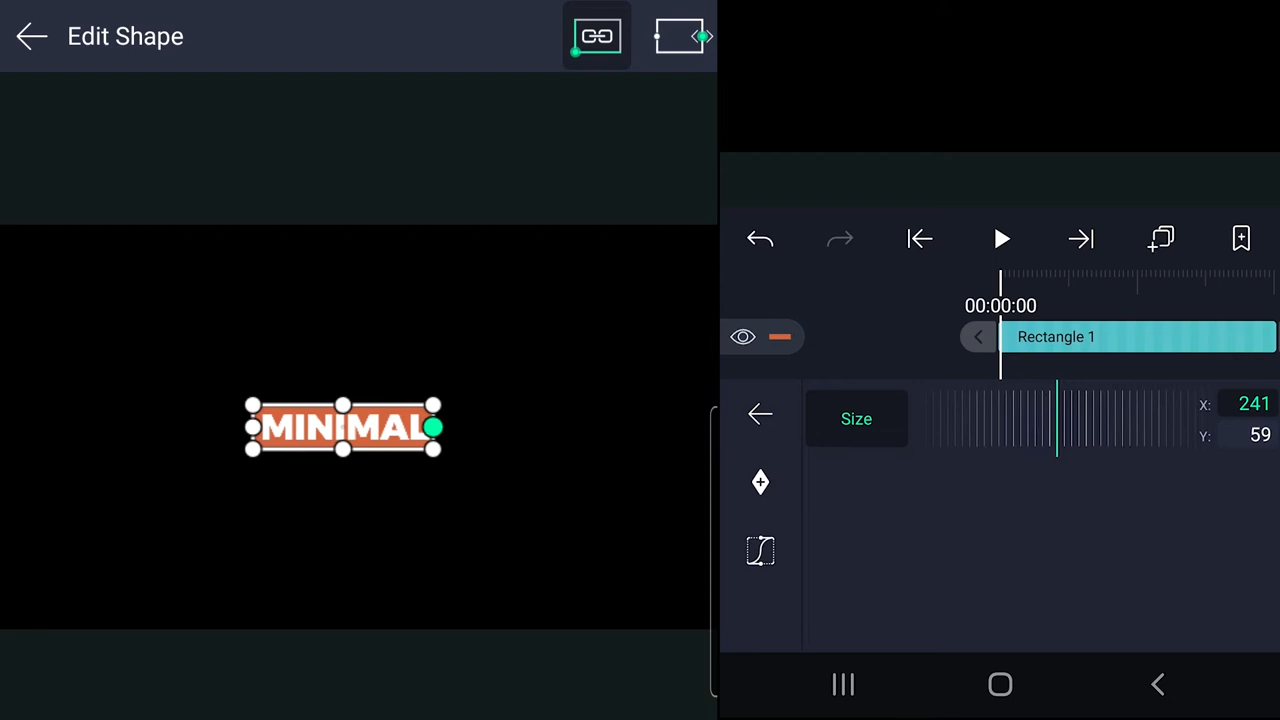 Edit Shape
MINIMAL
00:00:00
Rectangle 1
Size
X: 241
Y: 59